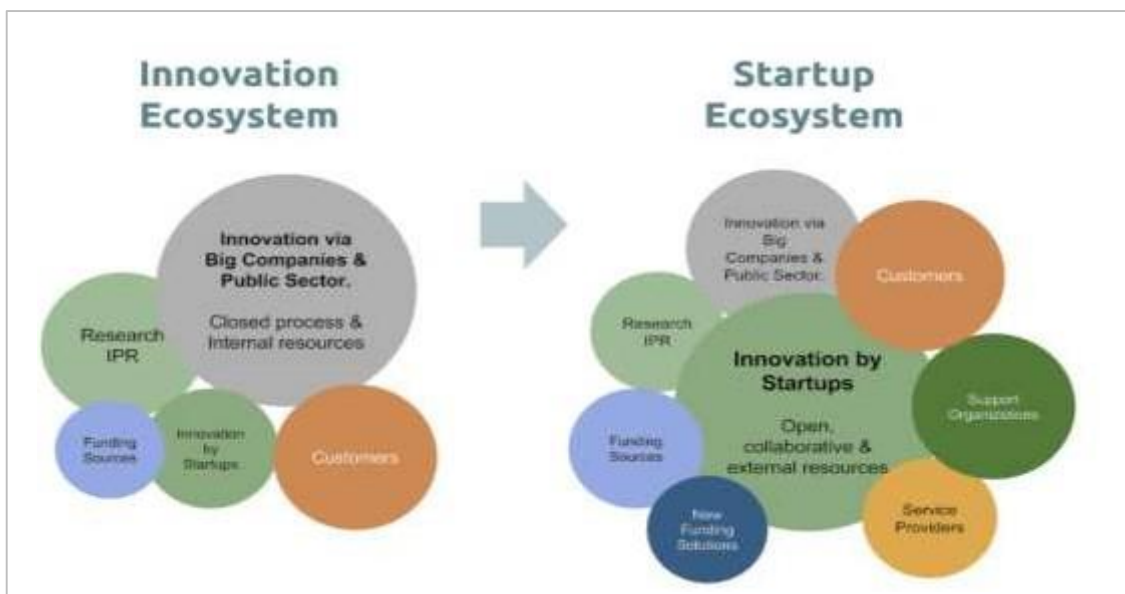 Innovation
Ecosystem
Innovation via
Big Companies &
Public Sector.
Closed process &
Internal resources
Research
IPR
Funding
Sources
Innovation
by
Startups
Customers
Startup
Ecosystem
Innovation via
Big
Companies &
Public Sector.
Customers
Research
IPR
Innovation by
Startups
Open,
collaborative &
external resources
Support
Organizations
Funding
Sources
New
Funding
Solutions
Service
Providers